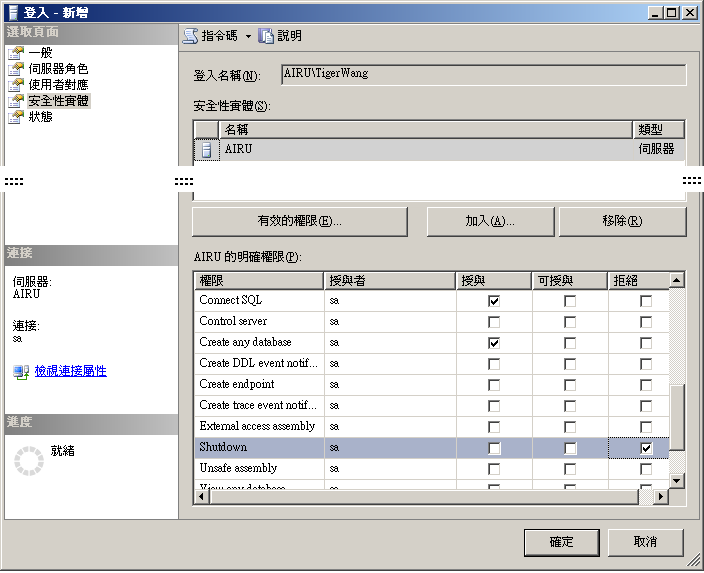 登入 - 新增
選取頁面
一般
伺服器角色
使用者對應
安全性實體
狀態
指令碼 說明
登入名稱(N): AIRU\TigerWang
安全性實體(S):
名稱 類型
AIRU 伺服器
有效的權限(E)... 加入(A)... 移除(R)
連接
伺服器:
AIRU
連接:
sa
檢視連接屬性
進度
就緒
AIRU 的明確權限(P):
權限 授與者 授與 可授與 拒絕
Connect SQL sa
Control server sa
Create any database sa
Create DDL event notif... sa
Create endpoint sa
Create trace event notif... sa
External access assembly sa
Shutdown sa
Unsafe assembly sa
View any database sa
確定 取消